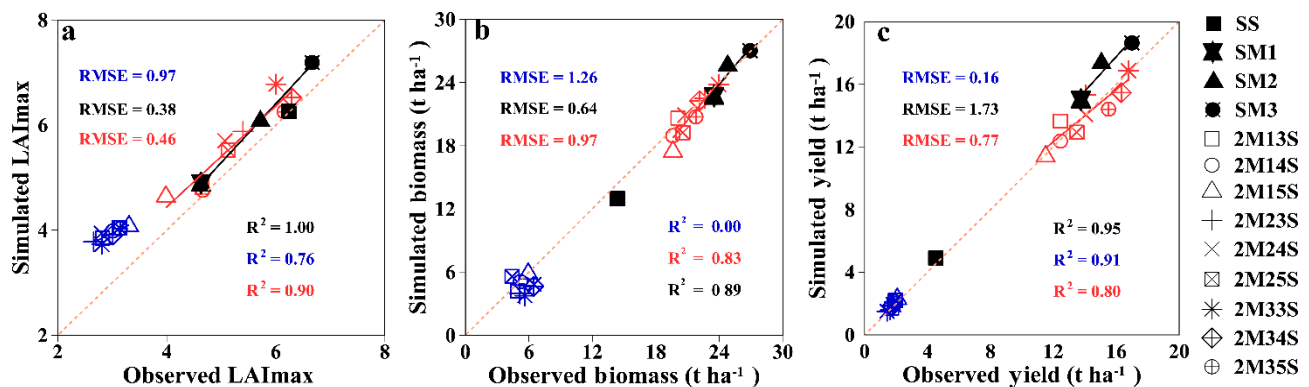 a
Simulated LAImax
8
6
4
2
RMSE = 0.97
RMSE = 0.38
RMSE = 0.46
R² = 1.00
R² = 0.76
R² = 0.90
2 4 6 8
Observed LAImax
b
Simulated biomass (t ha⁻¹)
30
24
18
12
6
0
RMSE = 1.26
RMSE = 0.64
RMSE = 0.97
R² = 0.00
R² = 0.83
R² = 0 89
0 6 12 18 24 30
Observed biomass (t ha⁻¹)
c
Simulated yield (t ha⁻¹)
20
16
12
8
4
0
RMSE = 0.16
RMSE = 1.73
RMSE = 0.77
R² = 0.95
R² = 0.91
R² = 0.80
0 4 8 12 16 20
Observed yield (t ha⁻¹)
SS
SM1
SM2
SM3
2M13S
2M14S
2M15S
2M23S
2M24S
2M25S
2M33S
2M34S
2M35S